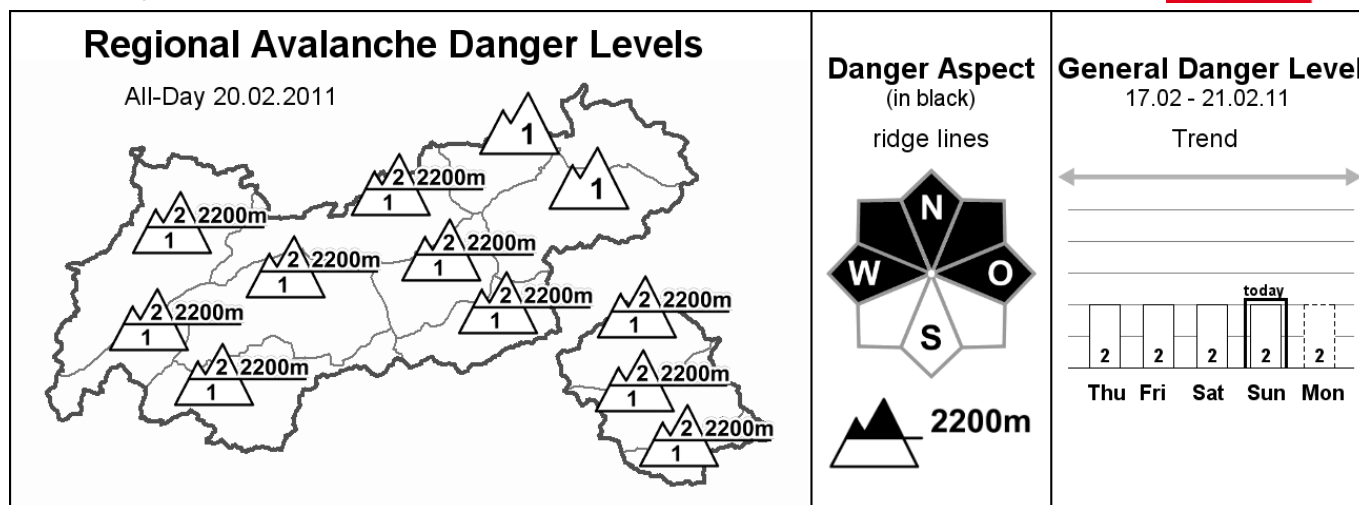 Regional Avalanche Danger Levels
All-Day 20.02.2011
1
1
2 2200m
1
2 2200m
1
2 2200m
1
2 2200m
1
2 2200m
1
2 2200m
1
2 2200m
1
2 2200m
1
2 2200m
1
2 2200m
1
Danger Aspect
(in black)
ridge lines
N
W
O
S
2200m
General Danger Level
17.02 - 21.02.11
Trend
today
2 2 2 2 2
Thu Fri Sat Sun Mon